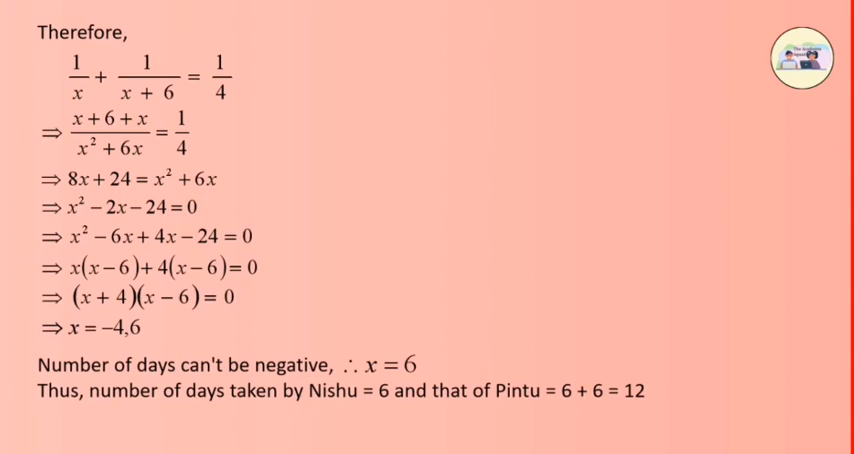 Therefore,
1/x + 1/(x + 6) = 1/4
⇒ (x + 6 + x)/(x² + 6x) = 1/4
⇒ 8x + 24 = x² + 6x
⇒ x² − 2x − 24 = 0
⇒ x² − 6x + 4x − 24 = 0
⇒ x(x − 6) + 4(x − 6) = 0
⇒ (x + 4)(x − 6) = 0
⇒ x = −4,6
Number of days can't be negative, ∴ x = 6
Thus, number of days taken by Nishu = 6 and that of Pintu = 6 + 6 = 12